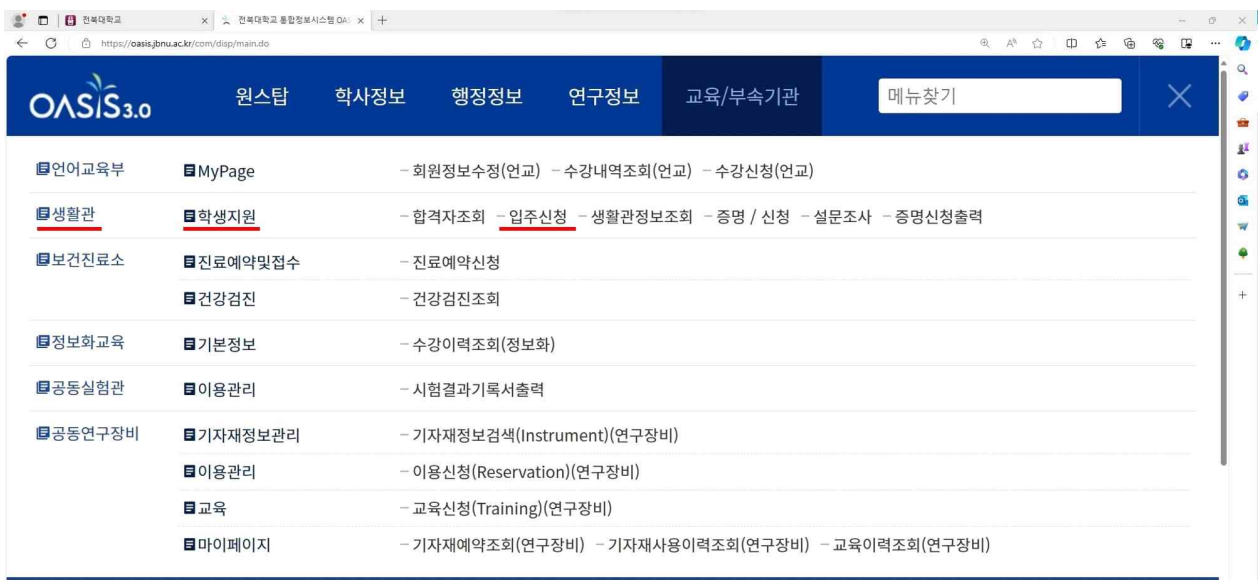 전북대학교
전북대학교 통합정보시스템 OA
https://oasis.jbnu.ac.kr/com/disp/main.do
OASIS 3.0 원스탑 학사정보 행정정보 연구정보 교육/부속기관 메뉴찾기
언어교육부 MyPage - 회원정보수정(언교) - 수강내역조회(언교) - 수강신청(언교)
생활관 학생지원 - 합격자조회 - 입주신청 - 생활관정보조회 - 증명 / 신청 - 설문조사 - 증명신청출력
보건진료소 진료예약및접수 - 진료예약신청
건강검진 - 건강검진조회
정보화교육 기본정보 - 수강이력조회(정보화)
공동실험관 이용관리 - 시험결과기록서출력
공동연구장비 기자재정보관리 - 기자재정보검색(Instrument)(연구장비)
이용관리 - 이용신청(Reservation)(연구장비)
교육 - 교육신청(Training)(연구장비)
마이페이지 - 기자재예약조회(연구장비) - 기자재사용이력조회(연구장비) - 교육이력조회(연구장비)